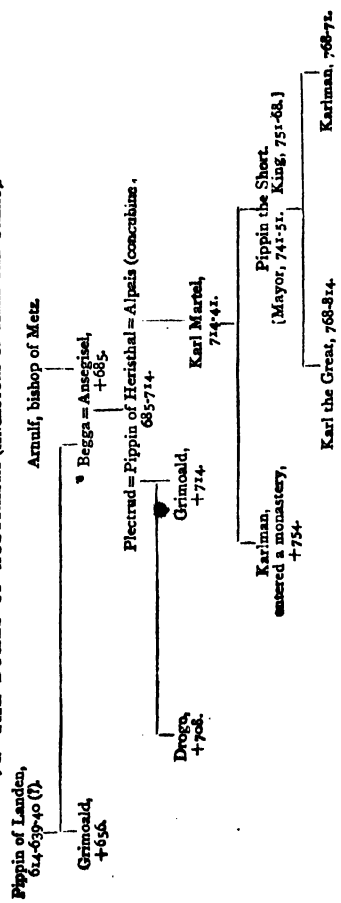 Pippin of Landen,
614-639-40 (?).
Arnulf, bishop of Metz.
Grimoald,
+656.
Begga = Ansegisel,
+685.
Plectrud = Pippin of Heristhal = Alpais (concubine,
685-714.
Drogo,
+708.
Grimoald,
+714.
Karl Martel,
714-41.
Karlman,
entered a monastery,
+754.
Pippin the Short.
[Mayor, 741-51. King, 751-68.]
Karl the Great, 768-814.
Karlman, 768-71.